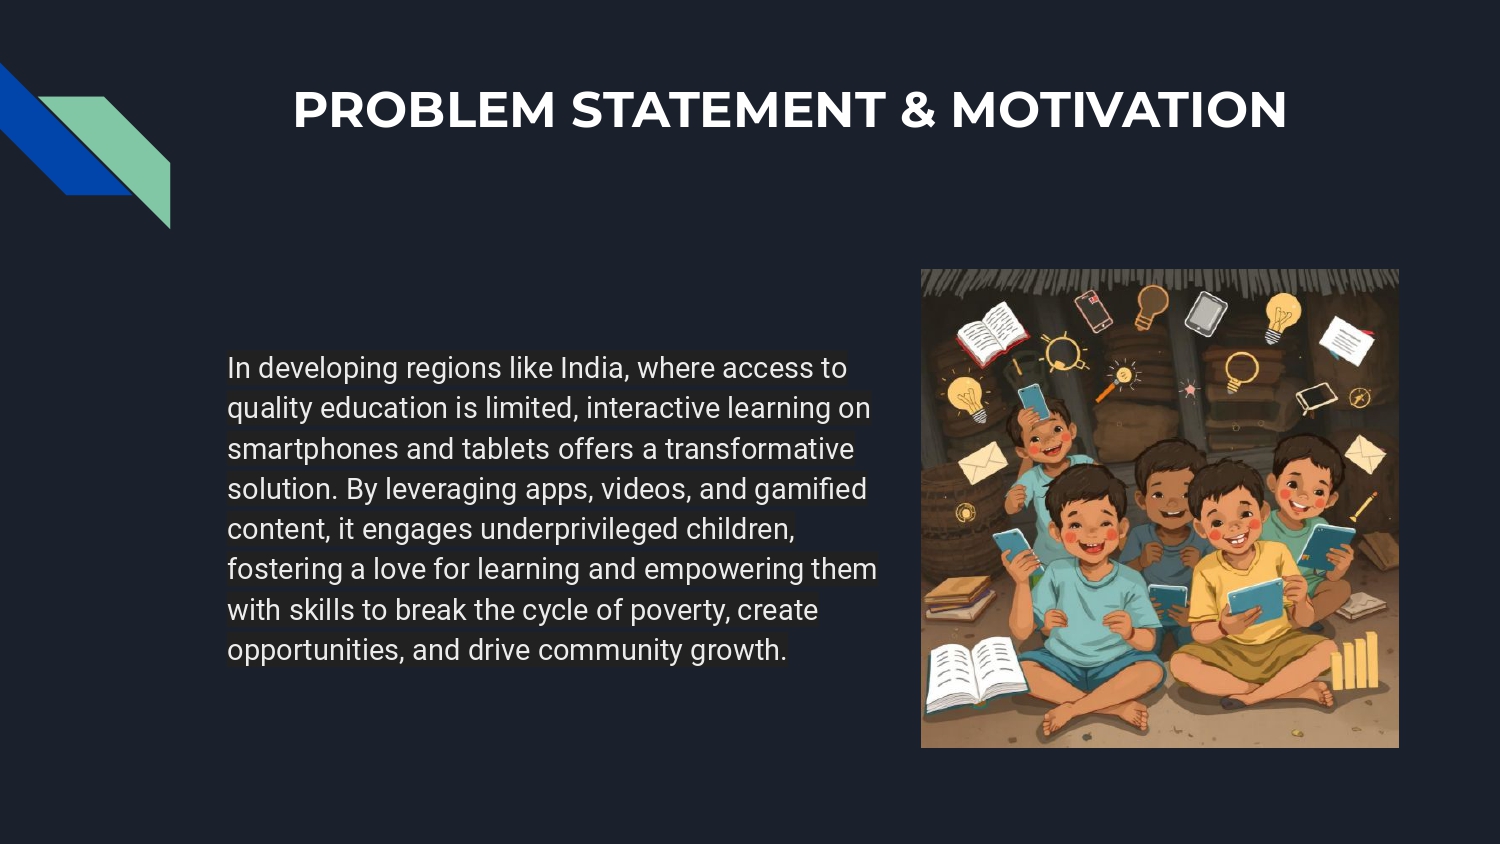 PROBLEM STATEMENT & MOTIVATION
In developing regions like India, where access to
quality education is limited, interactive learning on
smartphones and tablets offers a transformative
solution. By leveraging apps, videos, and gamified
content, it engages underprivileged children,
fostering a love for learning and empowering them
with skills to break the cycle of poverty, create
opportunities, and drive community growth.